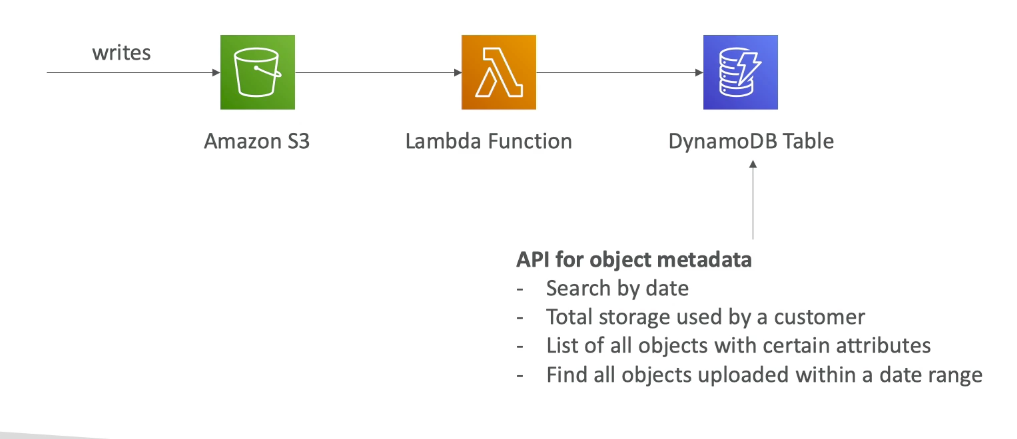 writes
Amazon S3
Lambda Function
DynamoDB Table
API for object metadata
- Search by date
- Total storage used by a customer
- List of all objects with certain attributes
- Find all objects uploaded within a date range